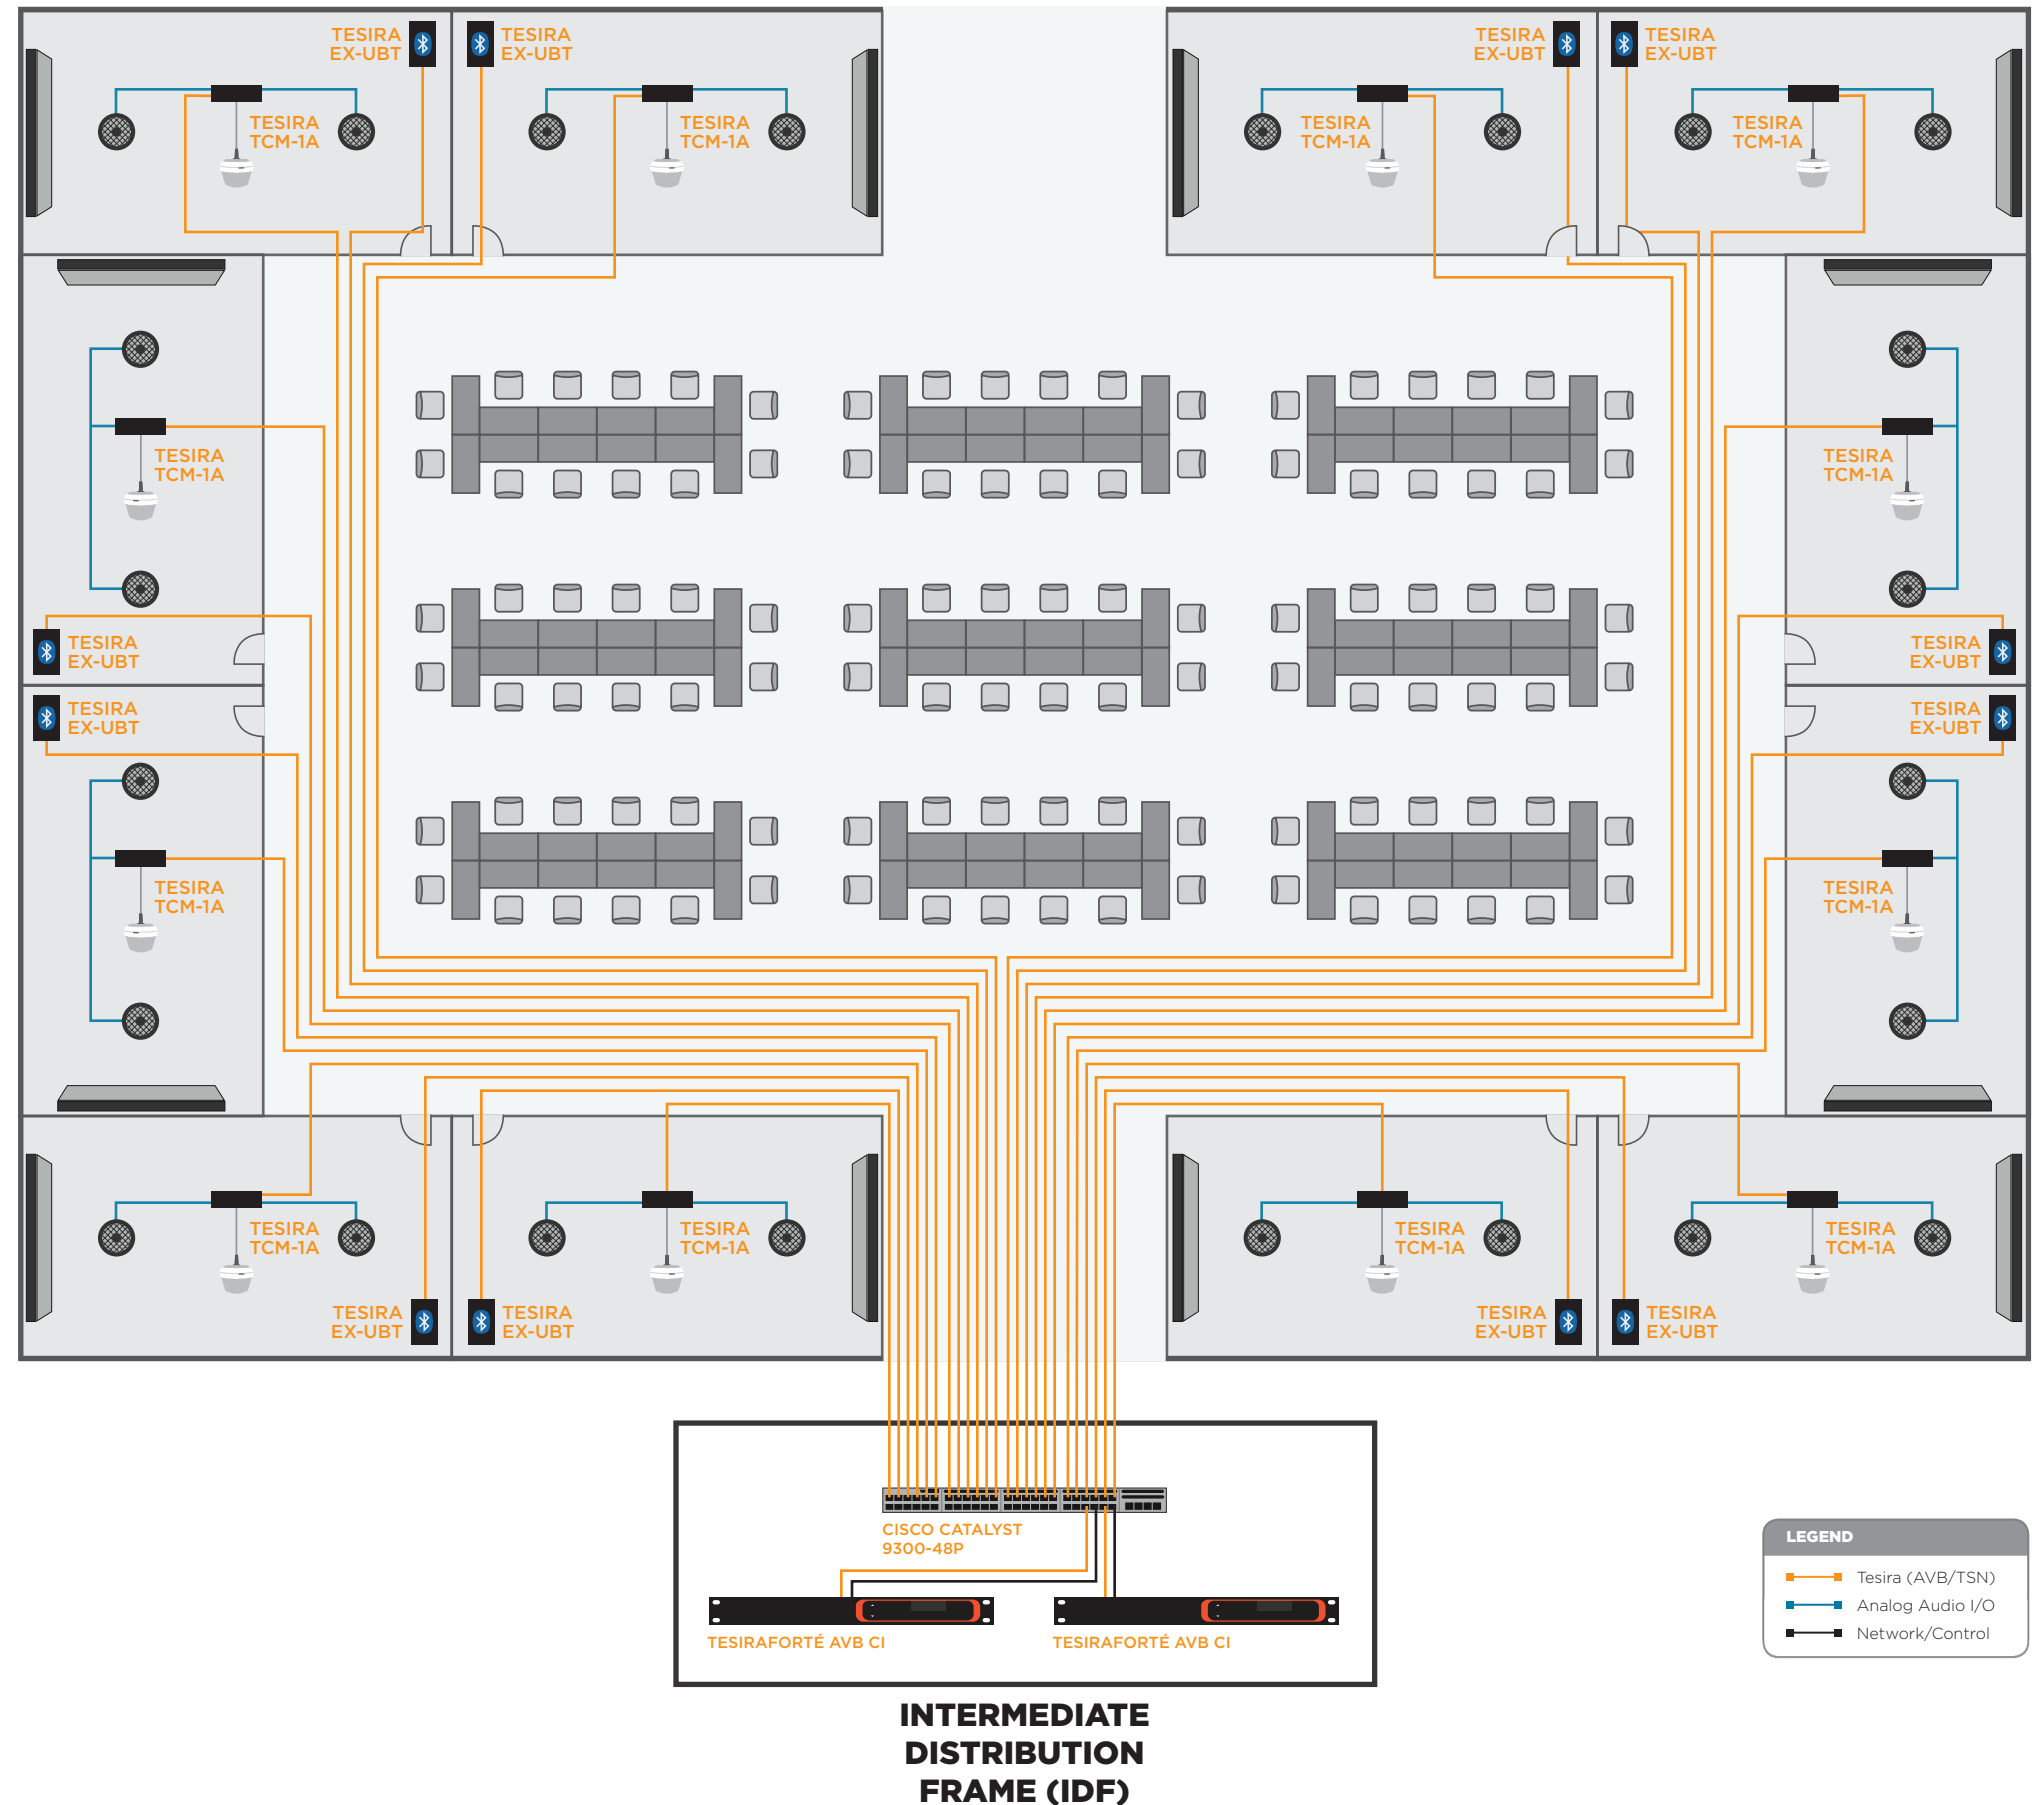 TESIRA
EX-UBT
TESIRA
EX-UBT
TESIRA
EX-UBT
TESIRA
EX-UBT
TESIRA
TCM-1A
TESIRA
TCM-1A
TESIRA
TCM-1A
TESIRA
TCM-1A
TESIRA
TCM-1A
TESIRA
TCM-1A
TESIRA
EX-UBT
TESIRA
EX-UBT
TESIRA
EX-UBT
TESIRA
EX-UBT
TESIRA
TCM-1A
TESIRA
TCM-1A
TESIRA
TCM-1A
TESIRA
TCM-1A
TESIRA
TCM-1A
TESIRA
TCM-1A
TESIRA
EX-UBT
TESIRA
EX-UBT
TESIRA
EX-UBT
TESIRA
EX-UBT
CISCO CATALYST
9300-48P
TESIRAFORTÉ AVB CI
TESIRAFORTÉ AVB CI
INTERMEDIATE
DISTRIBUTION
FRAME (IDF)
LEGEND
Tesira (AVB/TSN)
Analog Audio I/O
Network/Control